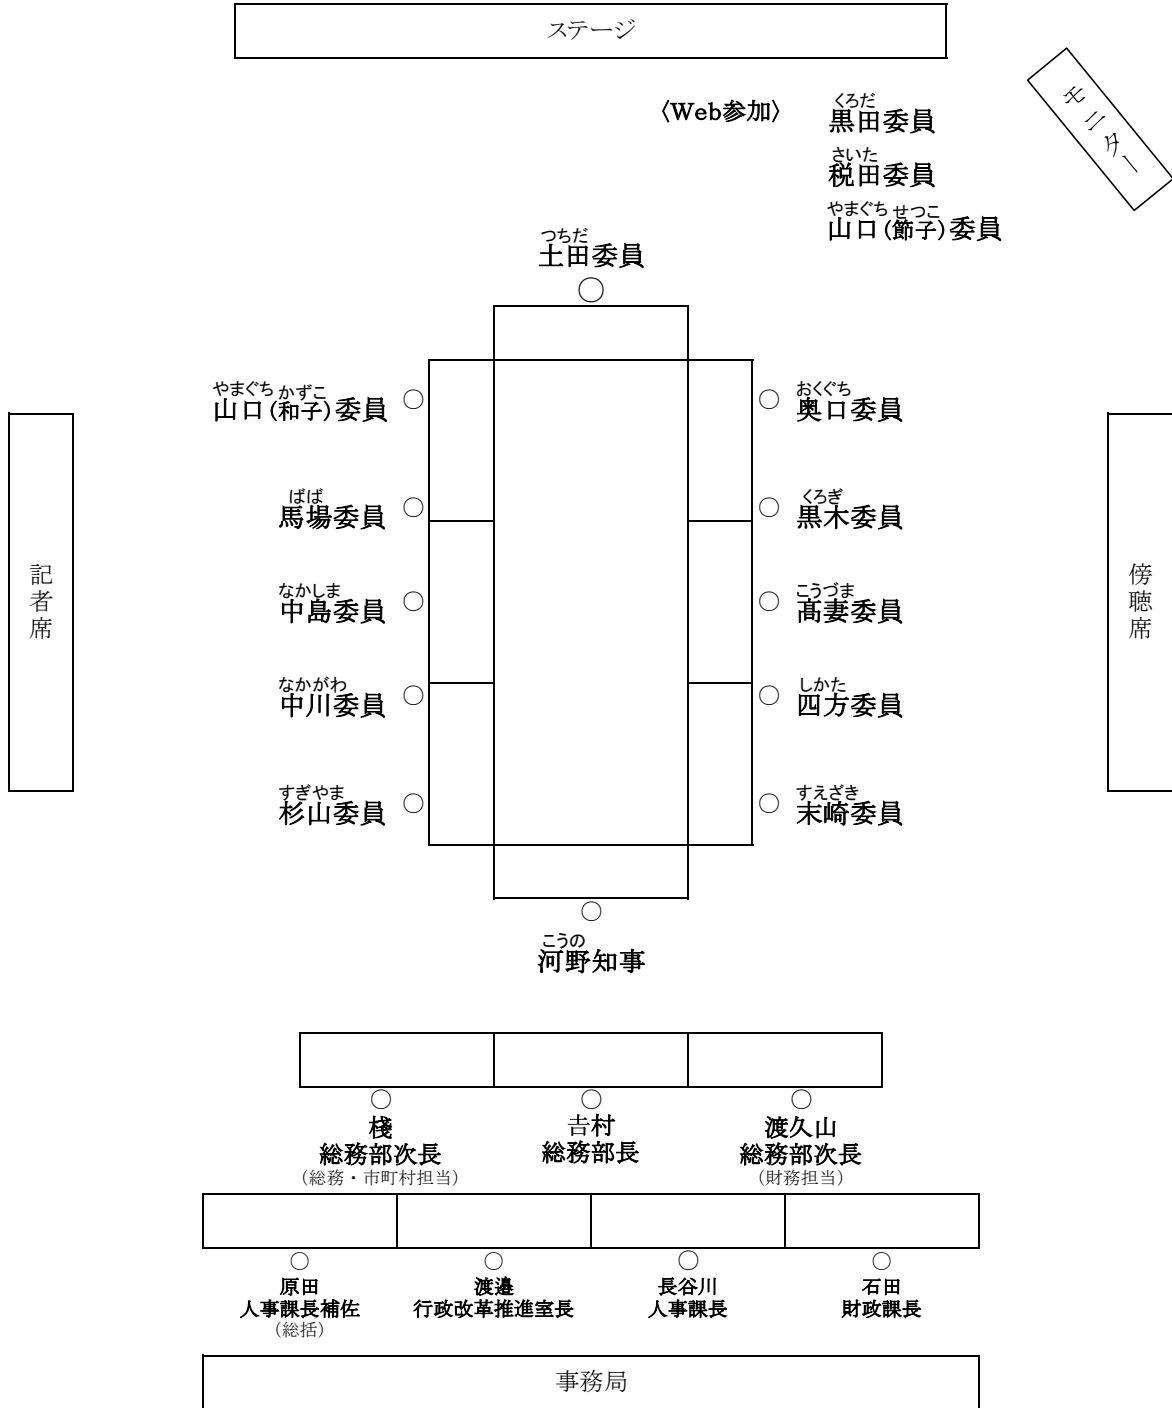 ステージ
モニター
〈Web参加〉
くろだ
黒田委員
さいた
税田委員
やまぐち せつこ
山口(節子)委員
つちだ
土田委員
○
やまぐち かずこ
山口(和子)委員 ○
○ おくぐち
奥口委員
ばば
馬場委員 ○
○ くろぎ
黒木委員
なかしま
中島委員 ○
○ こうづま
髙妻委員
なかがわ
中川委員 ○
○ しかた
四方委員
すぎやま
杉山委員 ○
○ すえざき
末崎委員
記者席
傍聴席
○
こうの
河野知事
○ ○ ○
棧
総務部次長
(総務・市町村担当)
𠮷村
総務部長
渡久山
総務部次長
(財務担当)
○ ○ ○ ○
原田
人事課長補佐
(総括)
渡邉
行政改革推進室長
長谷川
人事課長
石田
財政課長
事務局